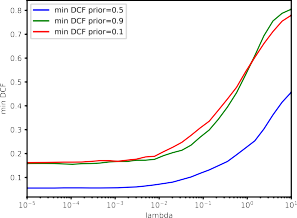 min DCF prior=0.5
min DCF prior=0.9
min DCF prior=0.1
min DCF
0.8
0.7
0.6
0.5
0.4
0.3
0.2
0.1
10⁻⁵ 10⁻⁴ 10⁻³ 10⁻² 10⁻¹ 10⁰ 10¹
lambda